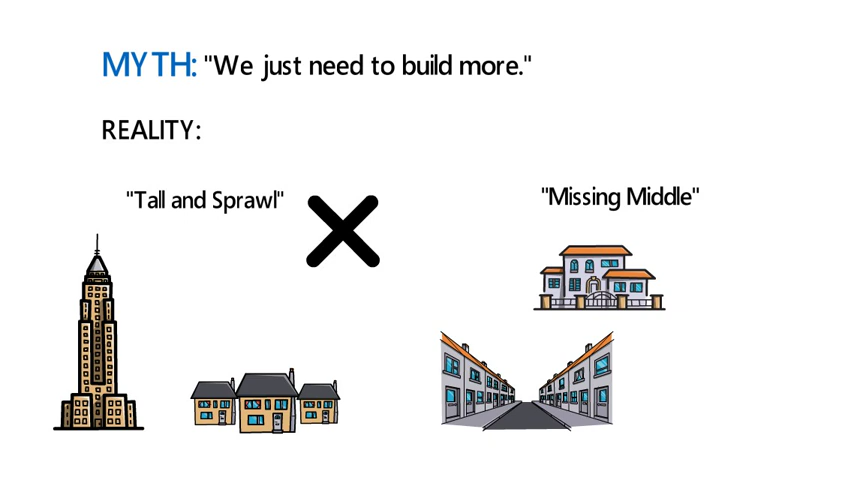 MYTH: "We just need to build more."
REALITY:
"Tall and Sprawl"
"Missing Middle"